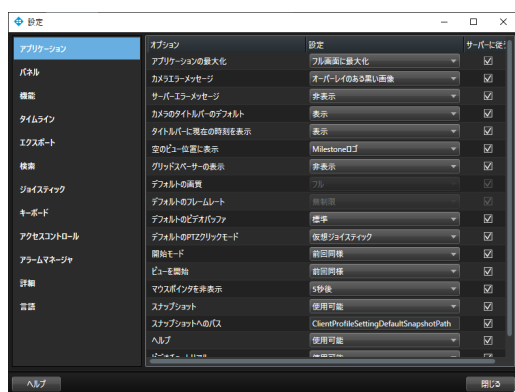 設定
アプリケーション
パネル
機能
タイムライン
エクスポート
検索
ジョイスティック
キーボード
アクセスコントロール
アラームマネージャ
詳細
言語
オプション 設定 サーバーに従う
アプリケーションの最大化 フル画面に最大化
カメラエラーメッセージ オーバーレイのある黒い画像
サーバーエラーメッセージ 非表示
カメラのタイトルバーのデフォルト 表示
タイトルバーに現在の時刻を表示 表示
空のビュー位置に表示 Milestoneロゴ
グリッドスペーサーの表示 非表示
デフォルトの画質 フル
デフォルトのフレームレート 無制限
デフォルトのビデオバッファ 標準
デフォルトのPTZクリックモード 仮想ジョイスティック
開始モード 前回同様
ビューを開始 前回同様
マウスポインタを非表示 5秒後
スナップショット 使用可能
スナップショットへのパス ClientProfileSettingDefaultSnapshotPath
ヘルプ 使用可能
ヘルプ 閉じる